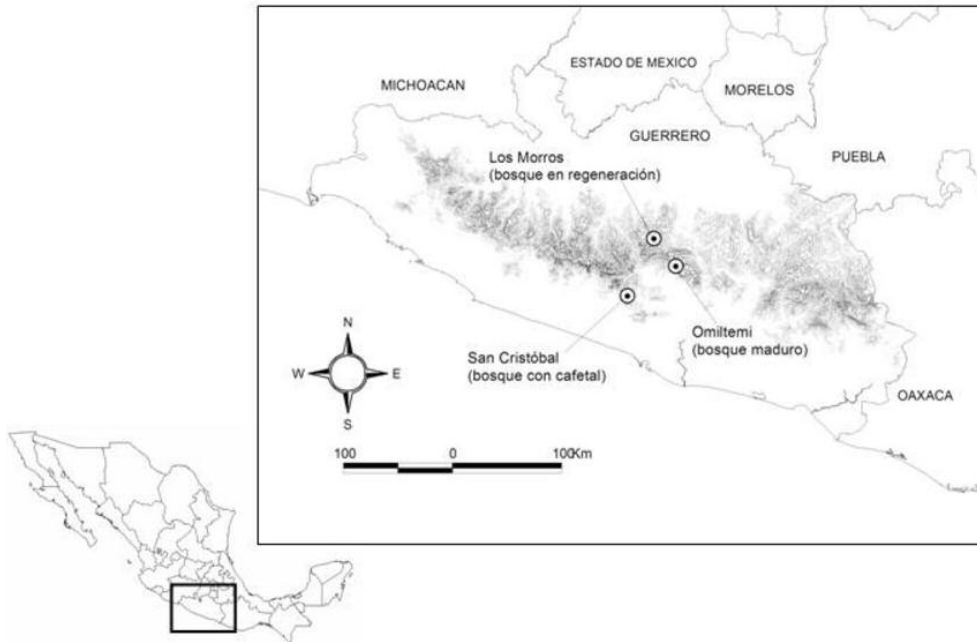 ESTADO DE MEXICO
MICHOACAN
MORELOS
GUERRERO
PUEBLA
Los Morros
(bosque en regeneración)
Omiltemi
(bosque maduro)
San Cristóbal
(bosque con cafetal)
OAXACA
N
W E
S
100 0 100Km